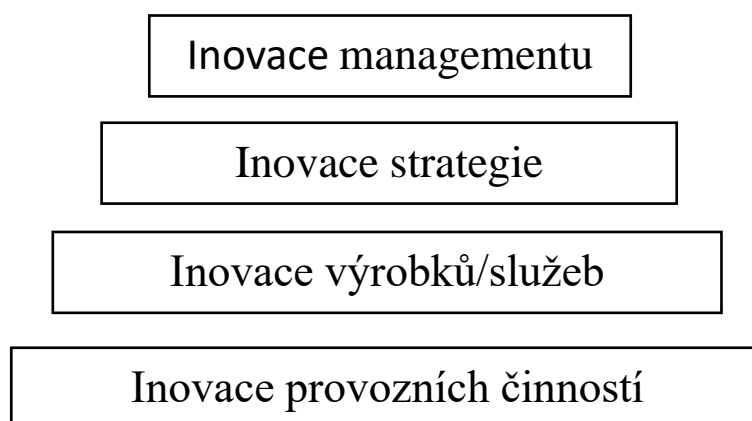 Inovace managementu
Inovace strategie
Inovace výrobků/služeb
Inovace provozních činností